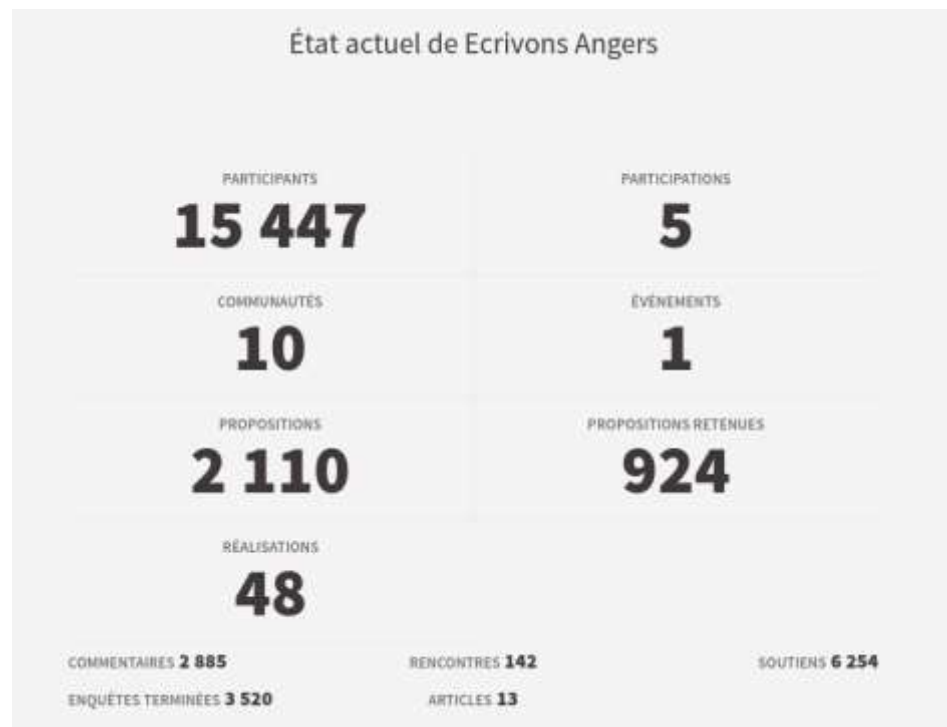 État actuel de Ecrivons Angers
PARTICIPANTS
15 447
PARTICIPATIONS
5
COMMUNAUTÉS
10
ÉVÉNEMENTS
1
PROPOSITIONS
2 110
PROPOSITIONS RETENUES
924
RÉALISATIONS
48
COMMENTAIRES 2 885
RENCONTRES 142
SOUTIENS 6 254
ENQUÊTES TERMINÉES 3 520
ARTICLES 13